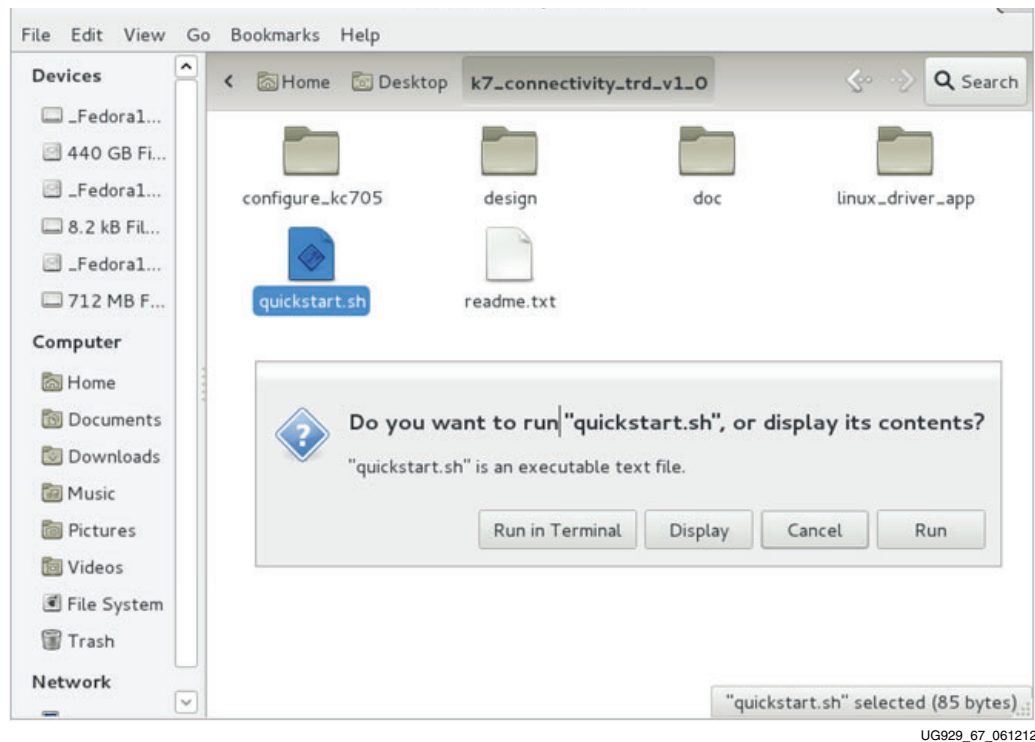 File Edit View Go Bookmarks Help
Devices
_Fedora1...
440 GB Fi...
_Fedora1...
8.2 kB Fil...
_Fedora1...
712 MB F...
Computer
Home
Documents
Downloads
Music
Pictures
Videos
File System
Trash
Network
Home Desktop k7_connectivity_trd_v1_0 Search
configure_kc705 design doc linux_driver_app
quickstart.sh readme.txt
Do you want to run "quickstart.sh", or display its contents?
"quickstart.sh" is an executable text file.
Run in Terminal Display Cancel Run
"quickstart.sh" selected (85 bytes)
UG929_67_061212